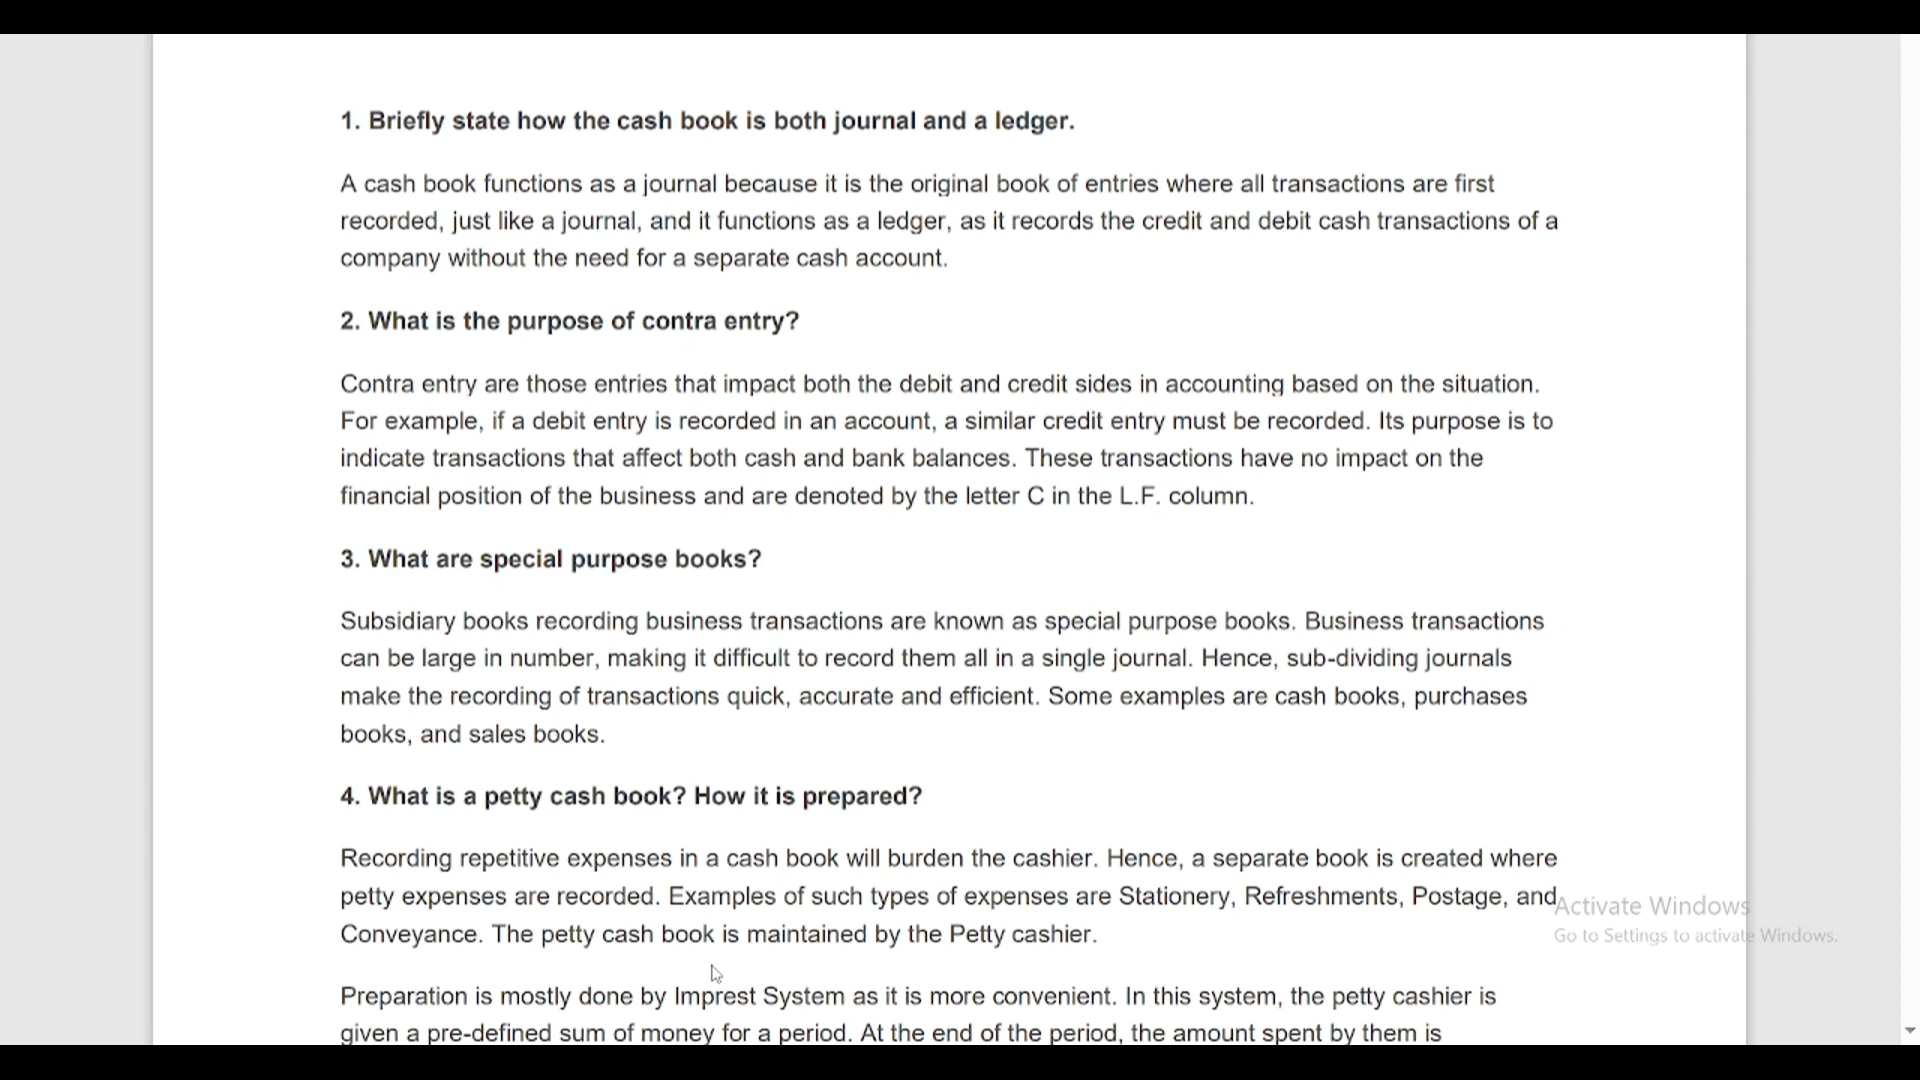 1. Briefly state how the cash book is both journal and a ledger.
A cash book functions as a journal because it is the original book of entries where all transactions are first
recorded, just like a journal, and it functions as a ledger, as it records the credit and debit cash transactions of a
company without the need for a separate cash account.
2. What is the purpose of contra entry?
Contra entry are those entries that impact both the debit and credit sides in accounting based on the situation.
For example, if a debit entry is recorded in an account, a similar credit entry must be recorded. Its purpose is to
indicate transactions that affect both cash and bank balances. These transactions have no impact on the
financial position of the business and are denoted by the letter C in the L.F. column.
3. What are special purpose books?
Subsidiary books recording business transactions are known as special purpose books. Business transactions
can be large in number, making it difficult to record them all in a single journal. Hence, sub-dividing journals
make the recording of transactions quick, accurate and efficient. Some examples are cash books, purchases
books, and sales books.
4. What is a petty cash book? How it is prepared?
Recording repetitive expenses in a cash book will burden the cashier. Hence, a separate book is created where
petty expenses are recorded. Examples of such types of expenses are Stationery, Refreshments, Postage, and
Conveyance. The petty cash book is maintained by the Petty cashier.
Activate Windows
Go to Settings to activate Windows.
Preparation is mostly done by Imprest System as it is more convenient. In this system, the petty cashier is
given a pre-defined sum of money for a period. At the end of the period, the amount spent by them is